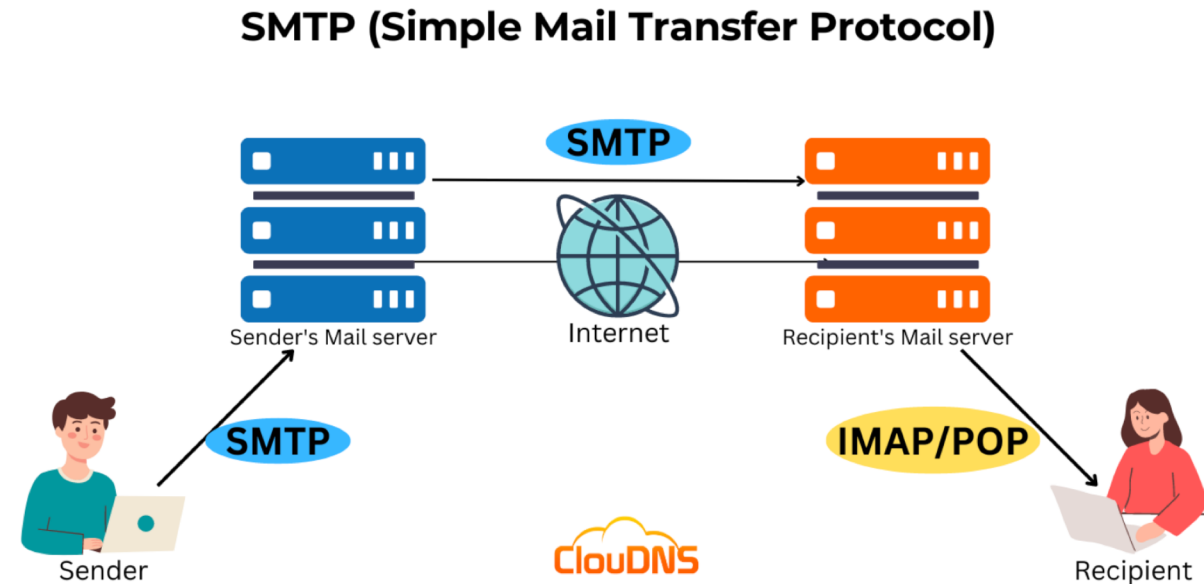 SMTP (Simple Mail Transfer Protocol)
SMTP
Sender's Mail server
Internet
Recipient's Mail server
SMTP
IMAP/POP
Sender
ClouDNS
Recipient